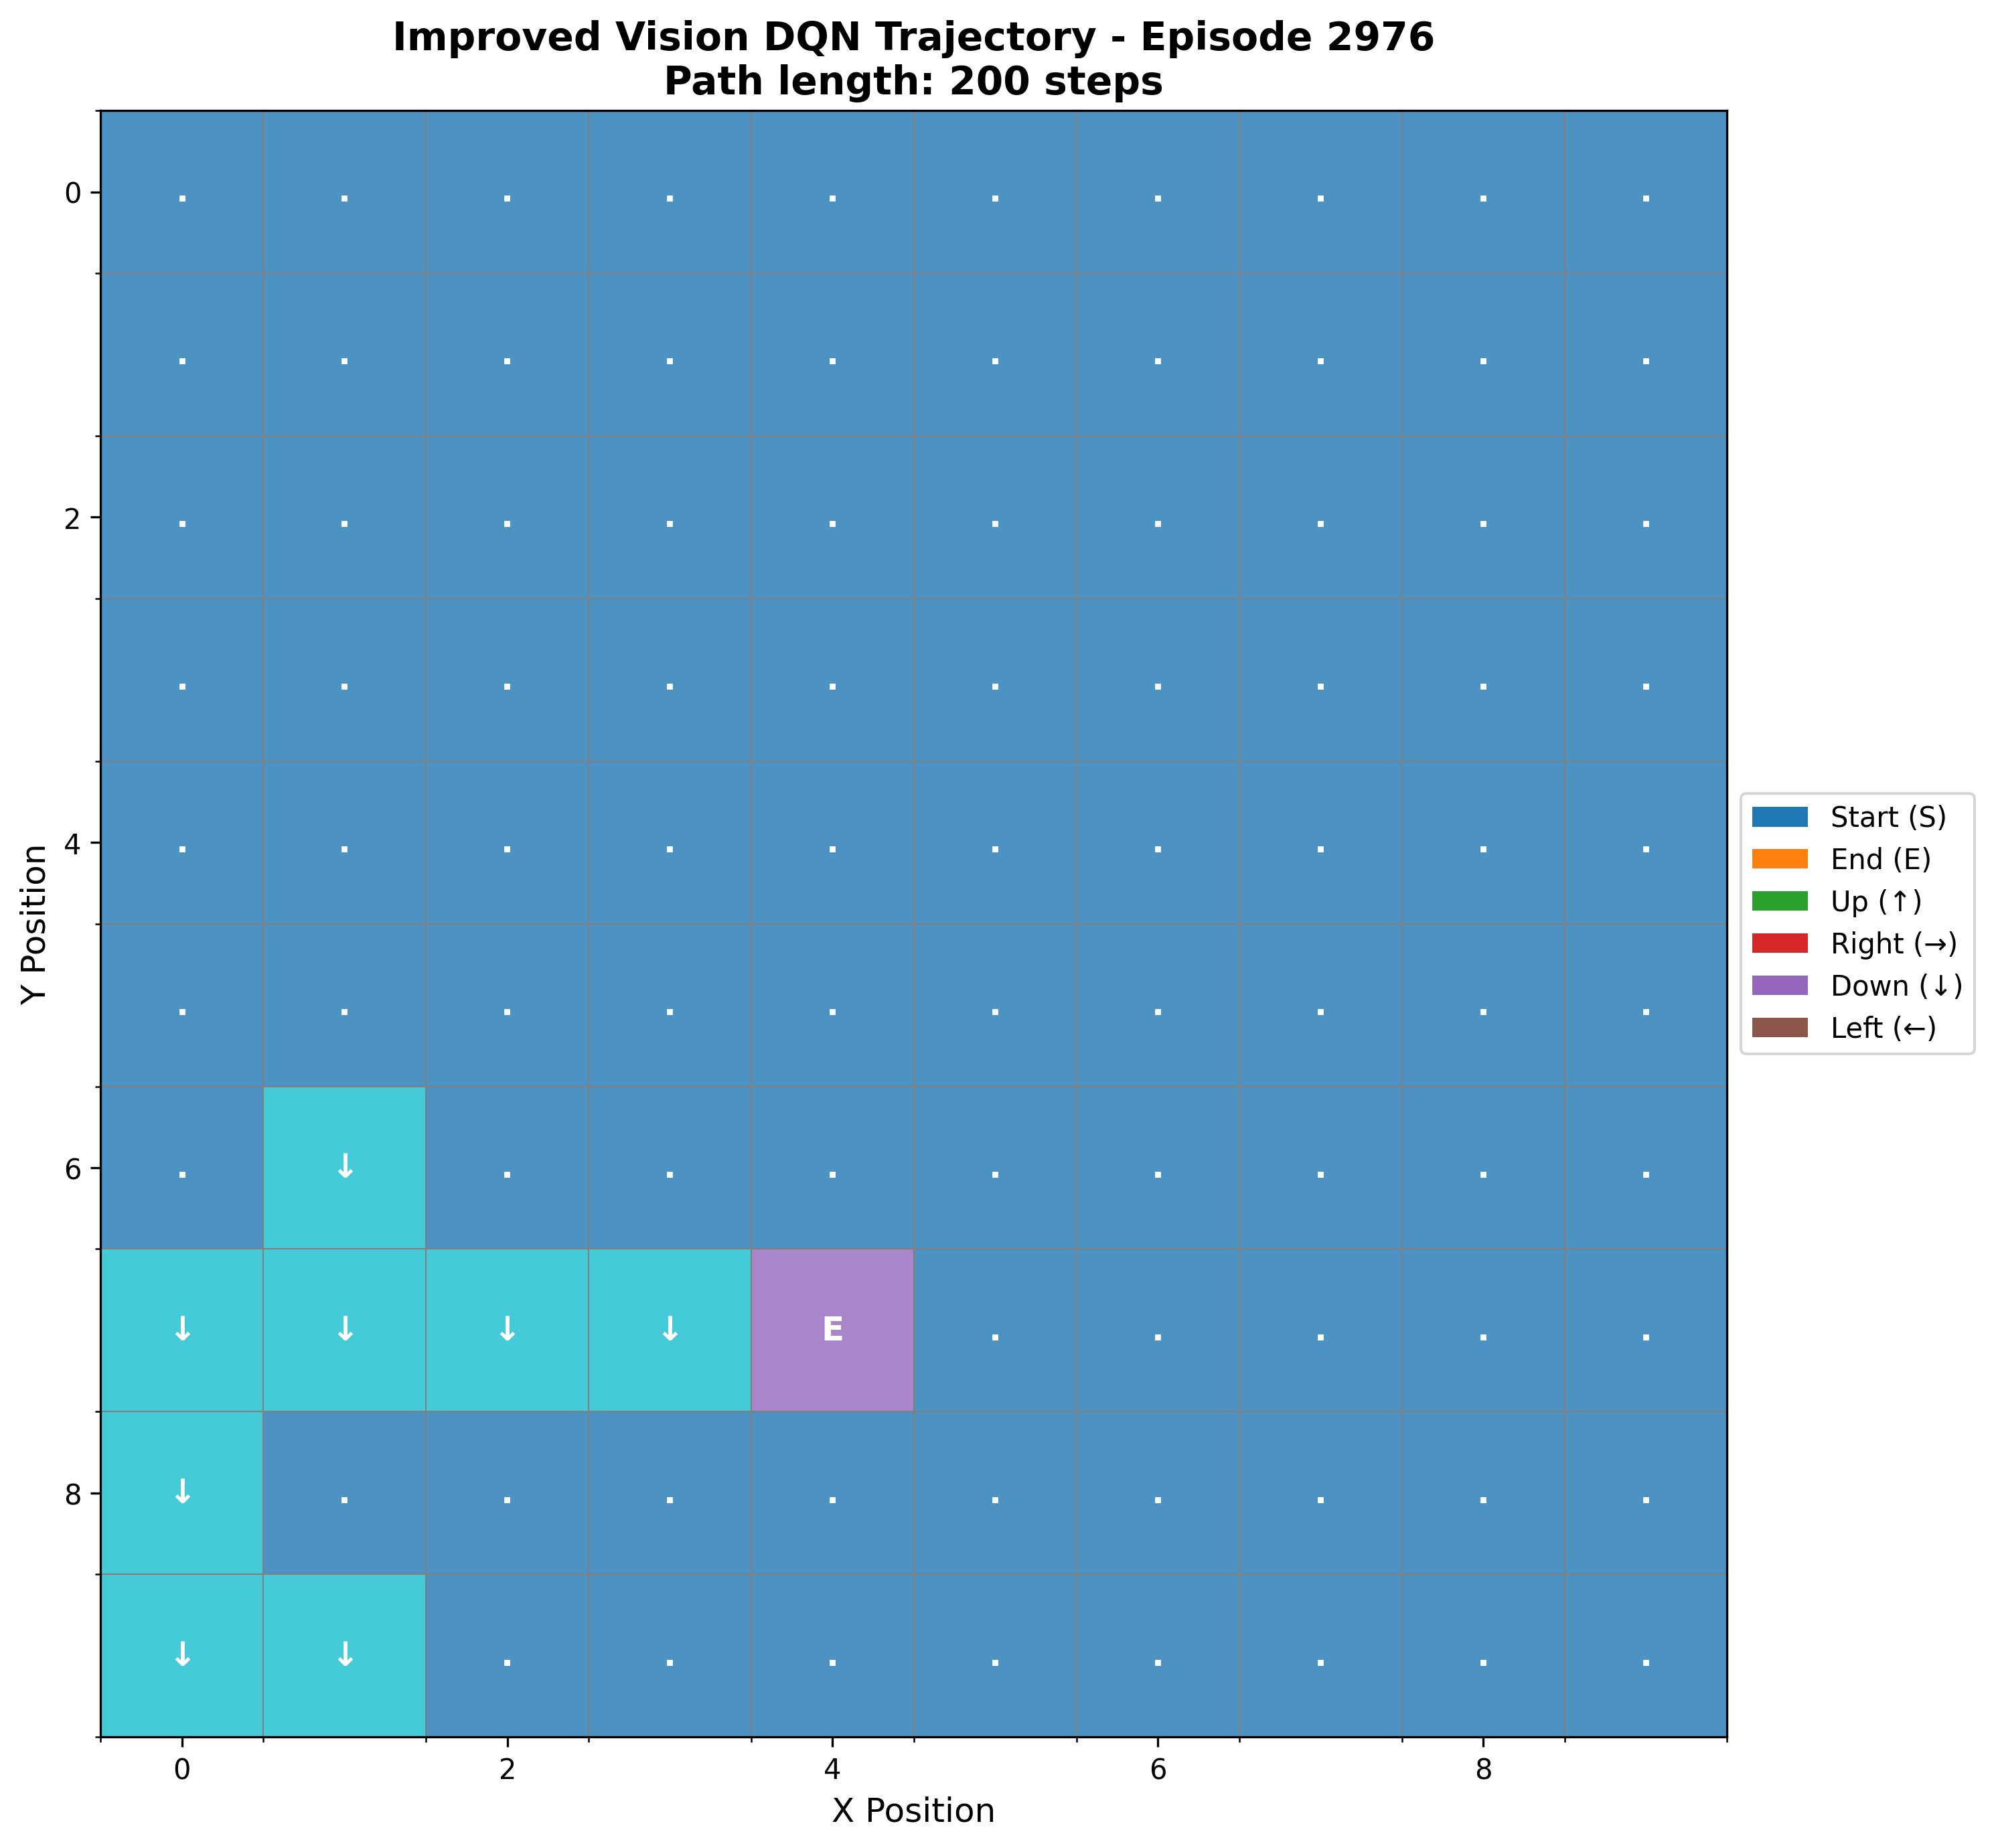 Improved Vision DQN Trajectory - Episode 2976
Path length: 200 steps
0 . . . . . . . . . .
. . . . . . . . . .
2 . . . . . . . . . .
. . . . . . . . . .
4 . . . . . . . . . .
. . . . . . . . . .
6 . ↓ . . . . . . . .
↓ ↓ ↓ ↓ E . . . . .
8 ↓ . . . . . . . . .
↓ ↓ . . . . . . . .
0 2 4 6 8
X Position
Y Position
Start (S)
End (E)
Up (↑)
Right (→)
Down (↓)
Left (←)